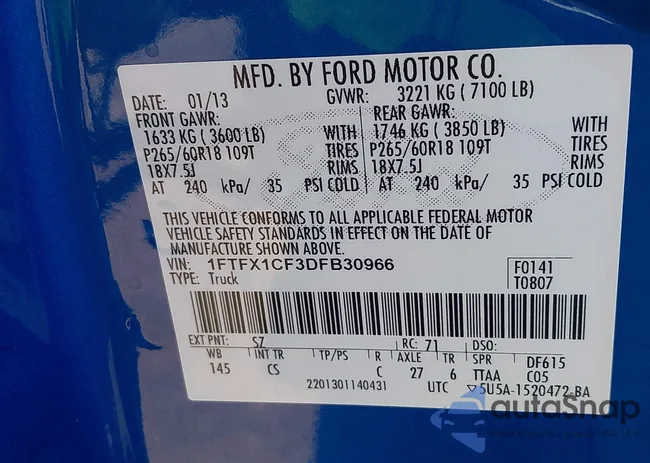 MFD. BY FORD MOTOR CO.
DATE: 01/13 GVWR: 3221 KG ( 7100 LB)
FRONT GAWR: REAR GAWR:
1633 KG ( 3600 LB) WITH 1746 KG ( 3850 LB) WITH
P265/60R18 109T TIRES P265/60R18 109T TIRES
18X7.5J RIMS 18X7.5J RIMS
AT 240 kPa/ 35 PSI COLD AT 240 kPa/ 35 PSI COLD
THIS VEHICLE CONFORMS TO ALL APPLICABLE FEDERAL MOTOR
VEHICLE SAFETY STANDARDS IN EFFECT ON THE DATE OF
MANUFACTURE SHOWN ABOVE.
VIN: 1FTFX1CF3DFB30966 F0141
TYPE: Truck T0807
EXT PNT: SZ RC: 71 DSO:
WB INT TR TP/PS R AXLE TR SPR DF615
145 CS C 27 6 TTAA C05
2201301140431 UTC ▽5U5A-1520472-BA
autoSnap